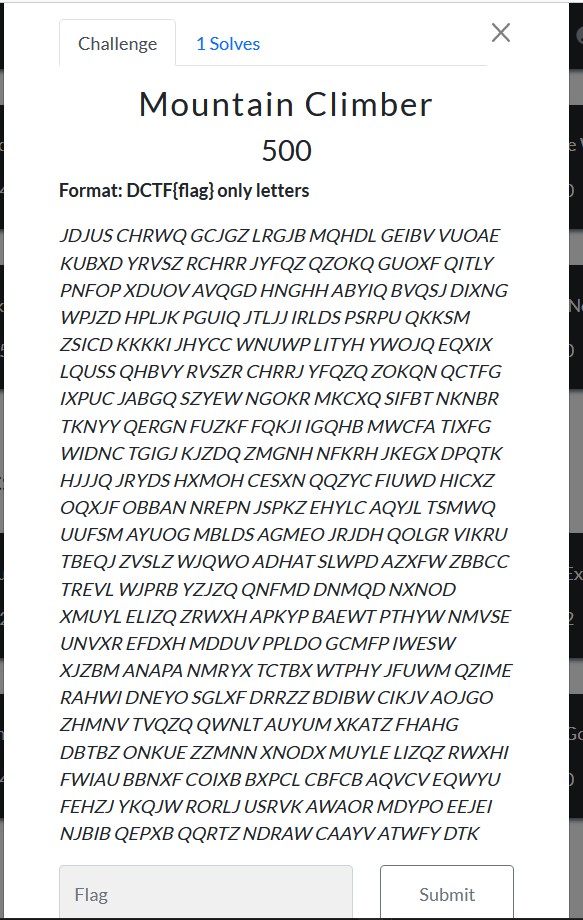 Challenge
1 Solves
Mountain Climber
500
Format: DCTF{flag} only letters
JDJUS CHRWQ GCJGZ LRGJB MQHDL GEIBV VUOAE
KUBXD YRVSZ RCHRR JYFQZ QZOKQ GUOXF QITLY
PNFOP XDUOV AVQGD HNGHH ABYIQ BVQSJ DIXNG
WPJZD HPLJK PGUIQ JTLJJ IRLDS PSRPU QKKSM
ZSICD KKKKI JHYCC WNUWP LITYH YWOJQ EQXIX
LQUSS QHBVY RVSZR CHRRJ YFQZQ ZOKQN QCTFG
IXPUC JABGQ SZYEW NGOKR MKCXQ SIFBT NKNBR
TKNYY QERGN FUZKF FQKJI IGQHB MWCFA TIXFG
WIDNC TGIGJ KJZDQ ZMGNH NFKRH JKEGX DPQTK
HJJJQ JRYDS HXMOH CESXN QQZYC FIUWD HICXZ
OQXJF OBBAN NREPN JSPKZ EHYLC AQYJL TSMWQ
UUFSM AYUOG MBLDS AGMEO JRJDH QOLGR VIKRU
TBEQJ ZVSLZ WJQWO ADHAT SLWPD AZXFW ZBBCC
TREVL WJPRB YZJZQ QNFMD DNMQD NXNOD
XMUYL ELIZQ ZRWXH APKYP BAEWT PTHYW NMVSE
UNVXR EFDXH MDDUV PPLDO GCMFP IWESW
XJZBM ANAPA NMRYX TCTBX WTPHY JFUWM QZIME
RAHWI DNEYO SGLXF DRRZZ BDIBW CIKJV AOJGO
ZHMNV TVQZQ QWNLT AUYUM XKATZ FHAHG
DBTBZ ONKUE ZZMNN XNODX MUYLE LIZQZ RWXHI
FWIAU BBNXF COIXB BXPCL CBFCB AQVCV EQWYU
FEHZJ YKQJW RORLJ USRVK AWAOR MDYPO EEJEI
NJBIB QEPXB QQRTZ NDRAW CAAYV ATWFY DTK
Flag
Submit